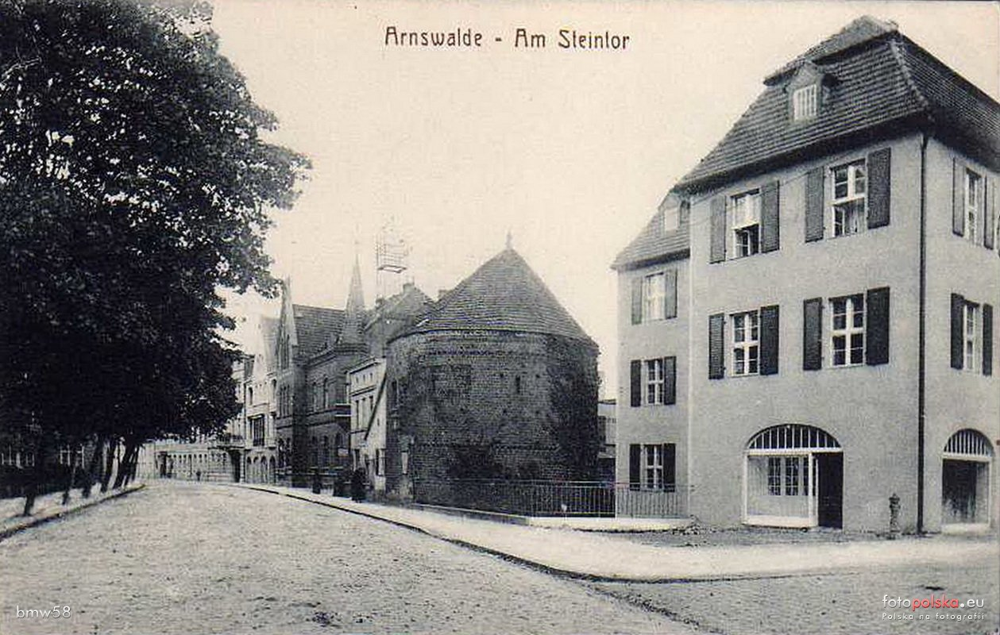 Arnswalde - Am Steintor
bmw58
fotopolska.eu
Polska na fotografii